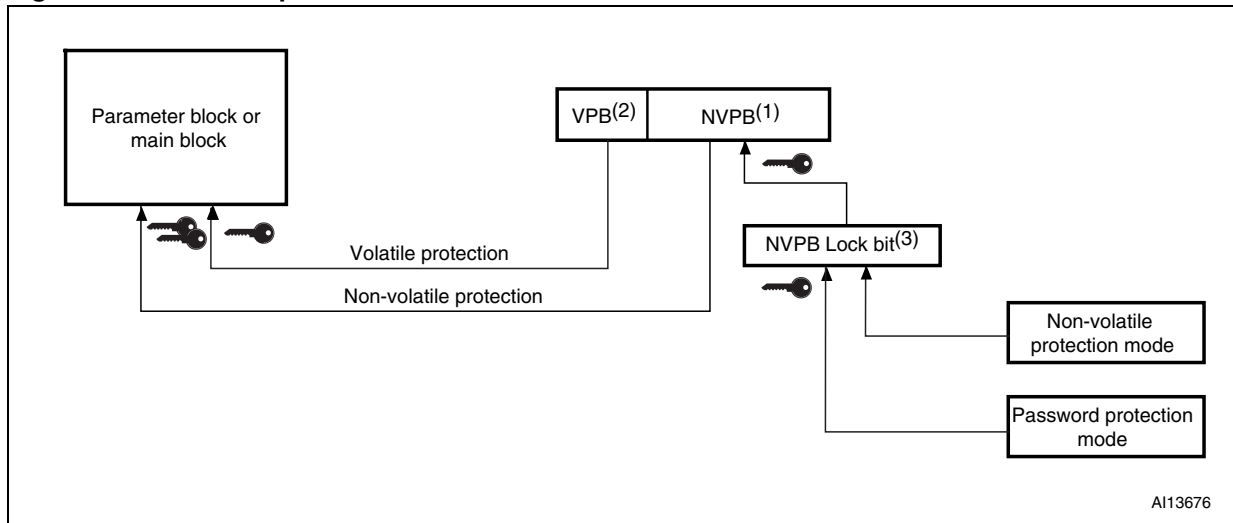 Parameter block or
main block
VPB(2)
NVPB(1)
NVPB Lock bit(3)
Volatile protection
Non-volatile protection
Non-volatile
protection mode
Password protection
mode
AI13676